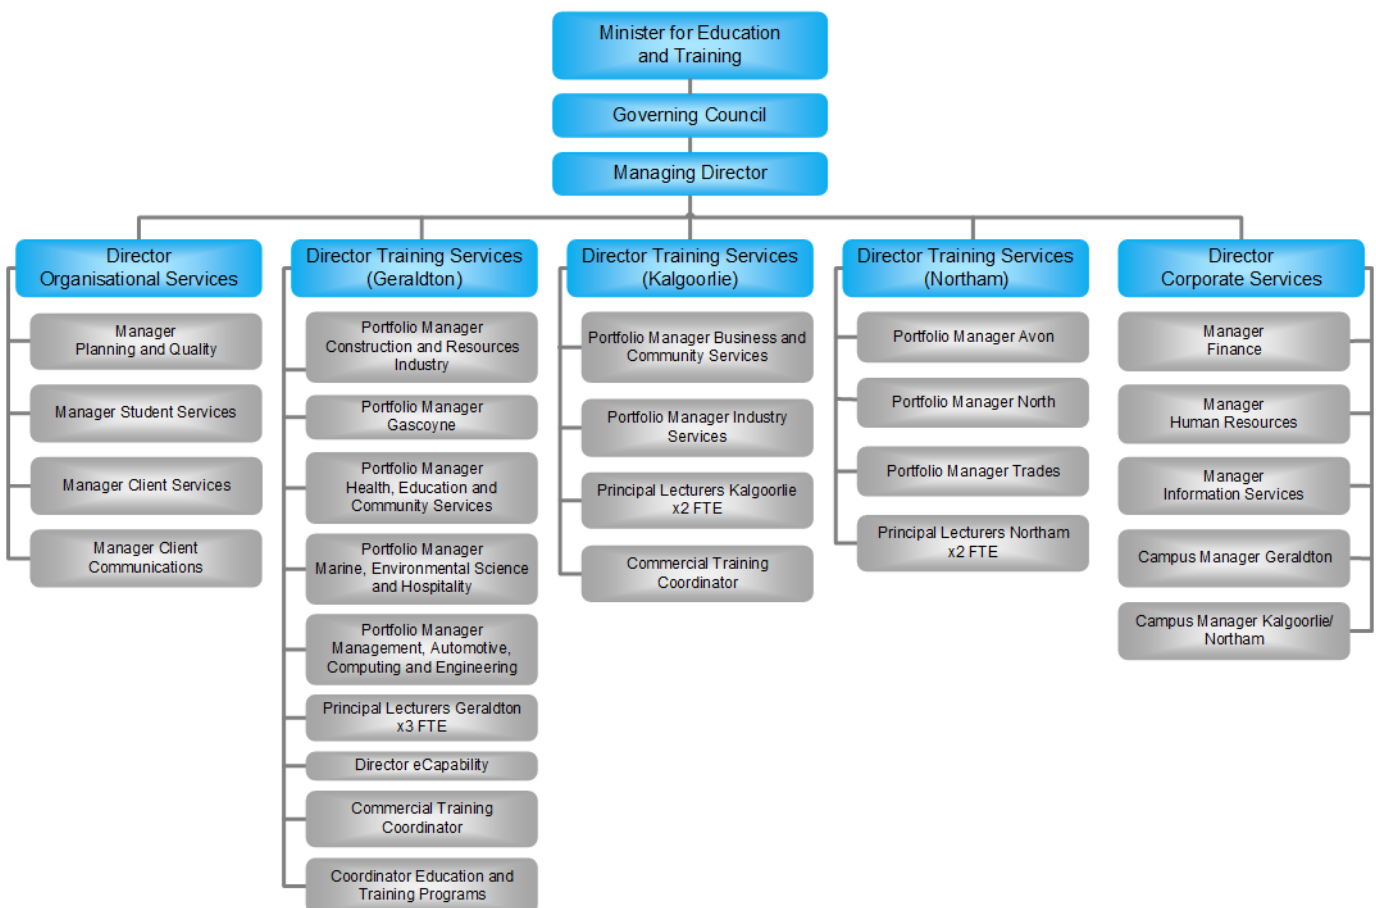 Minister for Education
and Training
Governing Council
Managing Director
Director
Organisational Services
Manager
Planning and Quality
Manager Student Services
Manager Client Services
Manager Client
Communications
Director Training Services
(Geraldton)
Portfolio Manager
Construction and Resources
Industry
Portfolio Manager
Gascoyne
Portfolio Manager
Health, Education and
Community Services
Portfolio Manager
Marine, Environmental Science
and Hospitality
Portfolio Manager
Management, Automotive,
Computing and Engineering
Principal Lecturers Geraldton
x3 FTE
Director eCapability
Commercial Training
Coordinator
Coordinator Education and
Training Programs
Director Training Services
(Kalgoorlie)
Portfolio Manager Business and
Community Services
Portfolio Manager Industry
Services
Principal Lecturers Kalgoorlie
x2 FTE
Commercial Training
Coordinator
Director Training Services
(Northam)
Portfolio Manager Avon
Portfolio Manager North
Portfolio Manager Trades
Principal Lecturers Northam
x2 FTE
Director
Corporate Services
Manager
Finance
Manager
Human Resources
Manager
Information Services
Campus Manager Geraldton
Campus Manager Kalgoorlie/
Northam